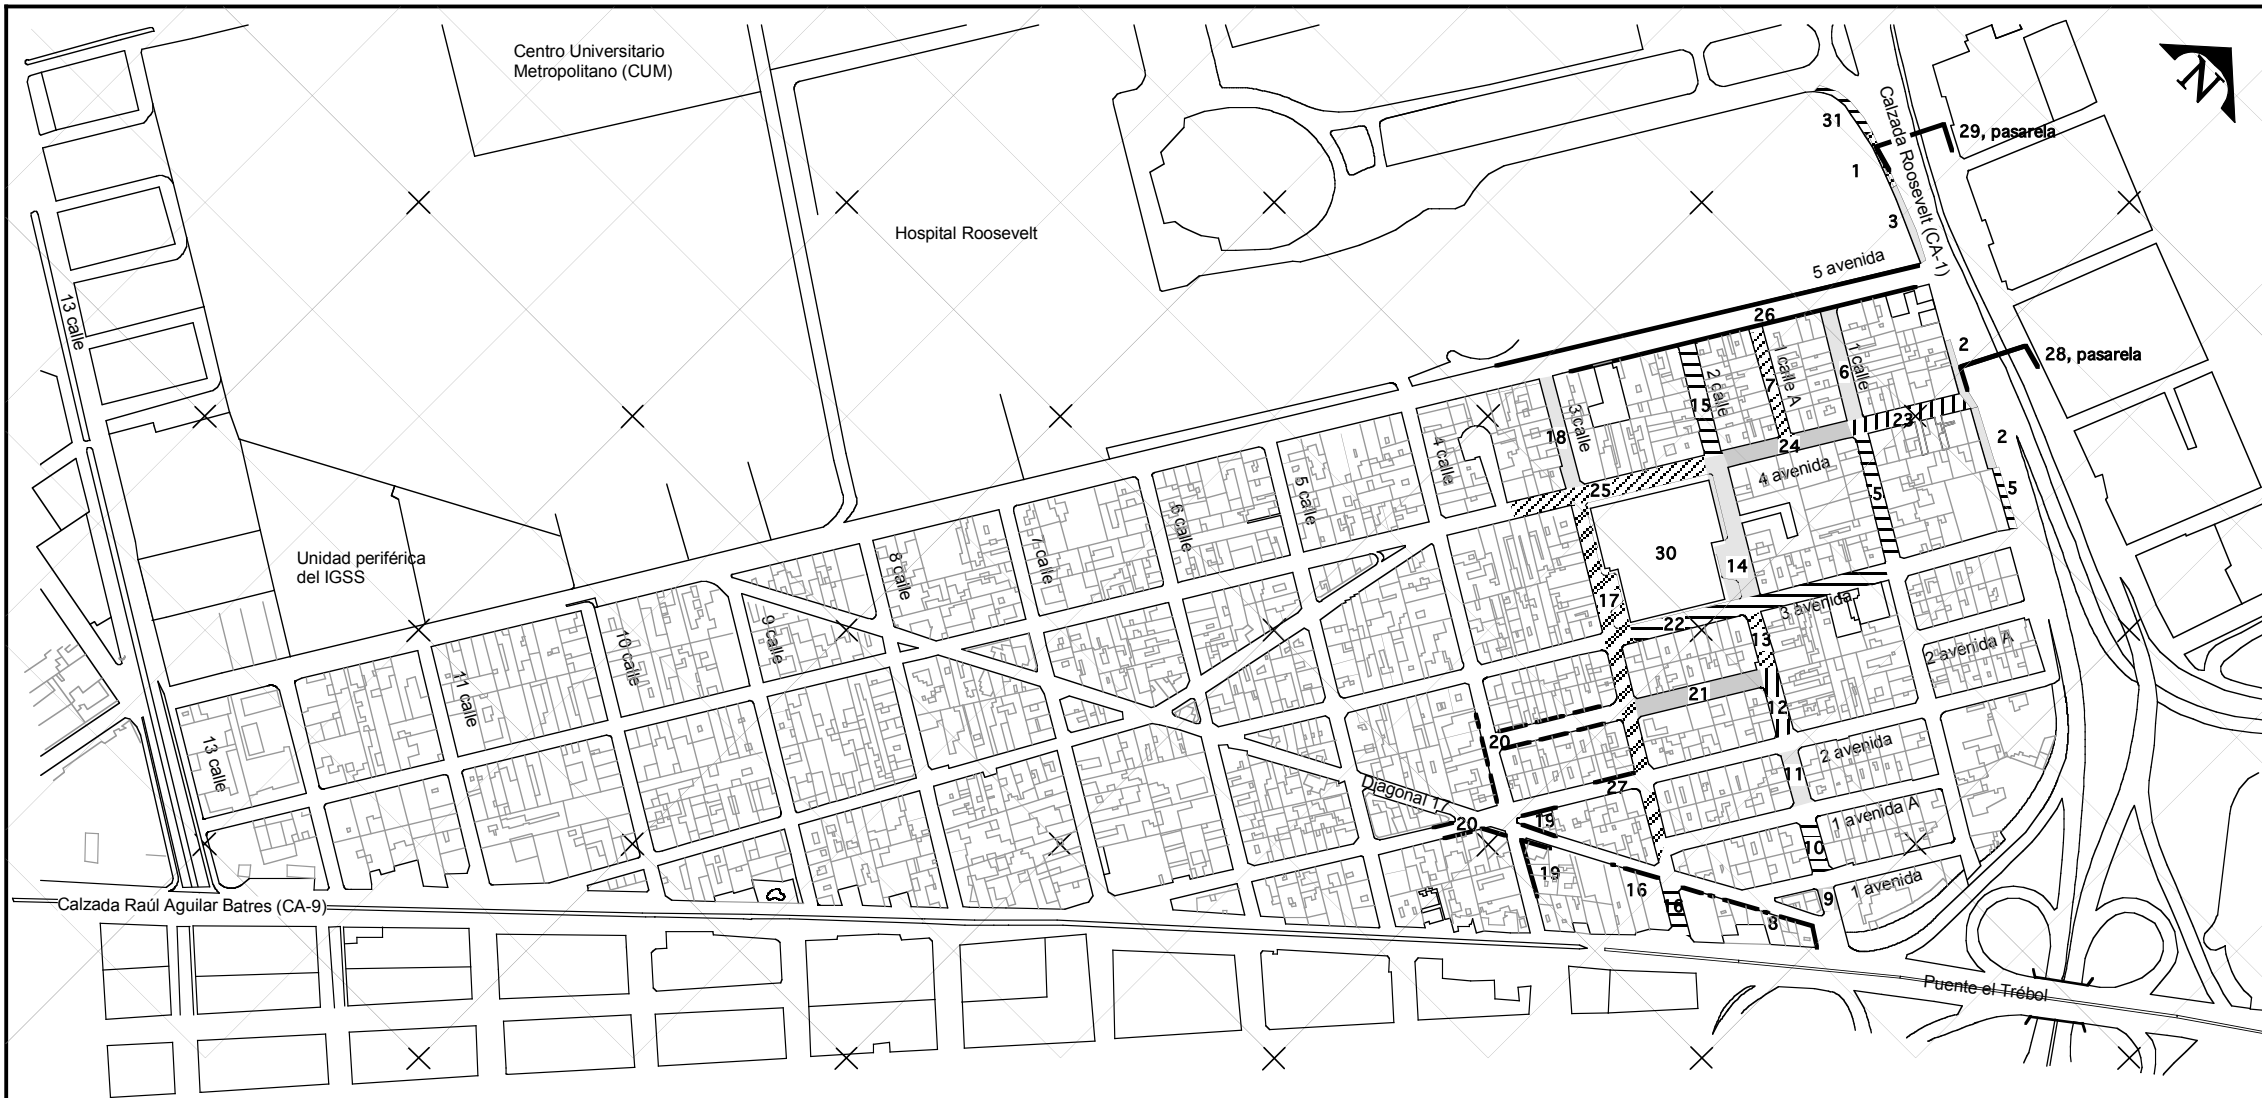 Centro Universitario
Metropolitano (CUM)
Calzada Roosevelt (CA-1)
31
29, pasarela
1
3
Hospital Roosevelt
5 avenida
13 calle
26
2
28, pasarela
1 calle
6
1 calle A
7
2 calle
15
3 calle
18
23
24
4 avenida
2
4 calle
5 calle
6 calle
7 calle
8 calle
9 calle
10 calle
11 calle
13 calle
25
5
5
Unidad periférica
del IGSS
30
14
17
3 avenida
22
13
2 avenida A
21
12
20
2 avenida
11
27
Diagonal 17
20
19
1 avenida A
10
19
16
18
1 avenida
9
8
Calzada Raúl Aguilar Batres (CA-9)
Puente el Trébol
N